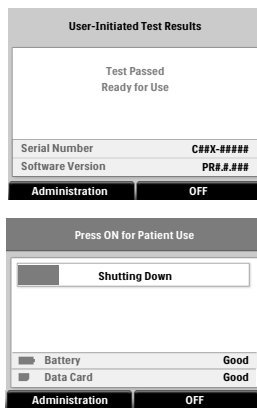 User-Initiated Test Results
Test Passed
Ready for Use
Serial Number C##X-#####
Software Version PR#.#.###
Administration OFF
Press ON for Patient Use
Shutting Down
Battery Good
Data Card Good
Administration OFF